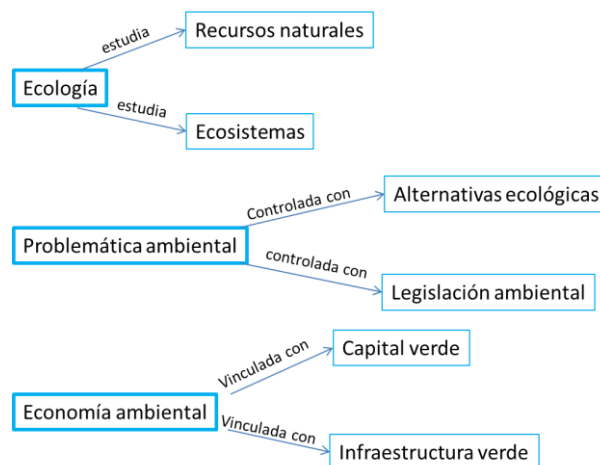 estudia
Recursos naturales
Ecología
estudia
Ecosistemas
Controlada con
Alternativas ecológicas
Problemática ambiental
controlada con
Legislación ambiental
Vinculada con
Capital verde
Economía ambiental
Vinculada con
Infraestructura verde